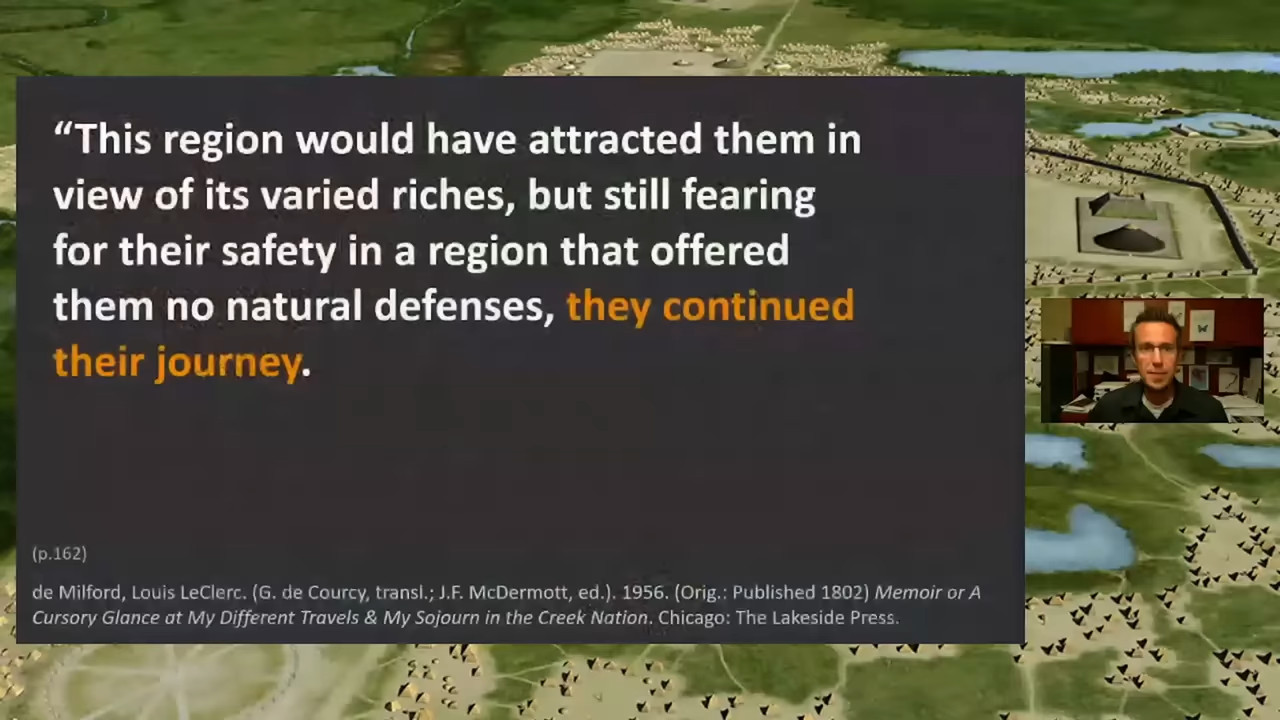 “This region would have attracted them in
view of its varied riches, but still fearing
for their safety in a region that offered
them no natural defenses, they continued
their journey.
(p.162)
de Milford, Louis LeClerc. (G. de Courcy, transl.; J.F. McDermott, ed.). 1956. (Orig.: Published 1802) Memoir or A
Cursory Glance at My Different Travels & My Sojourn in the Creek Nation. Chicago: The Lakeside Press.